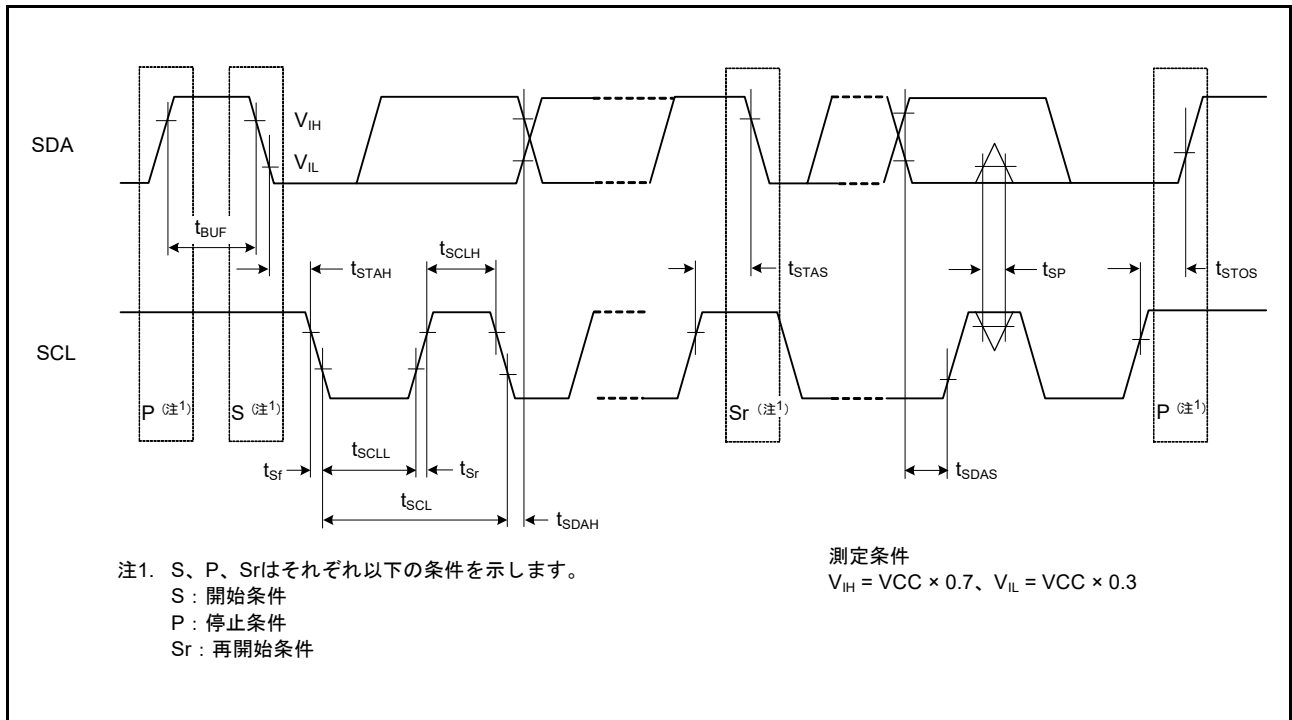 SDA
V_IH
V_IL
t_BUF
t_STAH
t_SCLH
t_STAS
t_SP
t_STOS
SCL
P（注1）
S（注1）
Sr（注1）
P（注1）
t_Sf
t_SCLL
t_Sr
t_SDAS
t_SCL
t_SDAH
注1. S、P、Srはそれぞれ以下の条件を示します。
S：開始条件
P：停止条件
Sr：再開始条件
測定条件
V_IH = VCC × 0.7、V_IL = VCC × 0.3